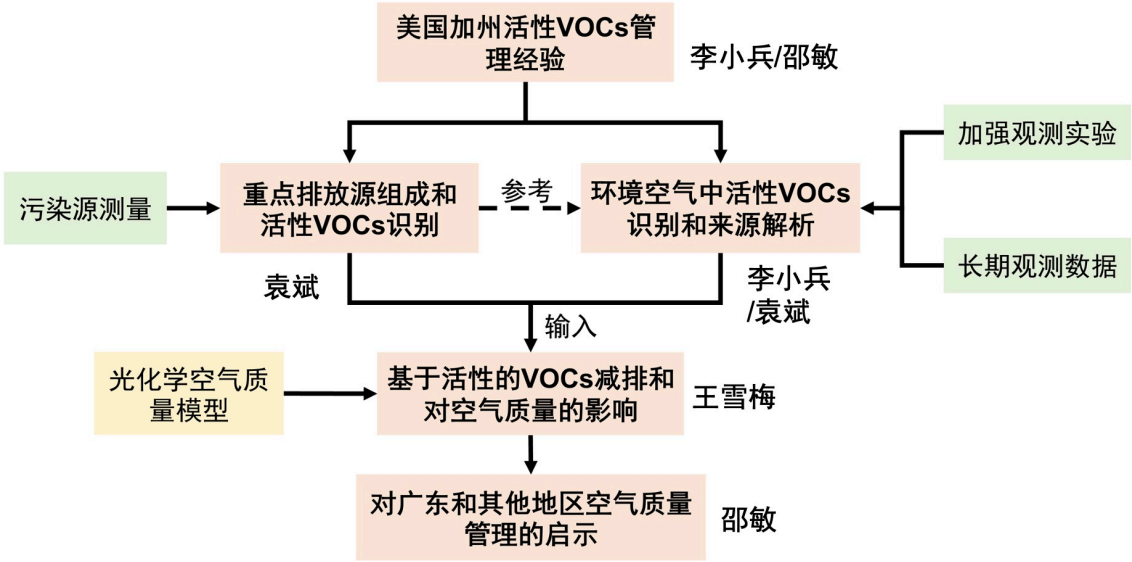 美国加州活性VOCs管
理经验
李小兵/邵敏
加强观测实验
污染源测量
重点排放源组成和
活性VOCs识别
参考
环境空气中活性VOCs
识别和来源解析
长期观测数据
袁斌
李小兵
/袁斌
输入
光化学空气质
量模型
基于活性的VOCs减排和
对空气质量的影响
王雪梅
对广东和其他地区空气质量
管理的启示
邵敏